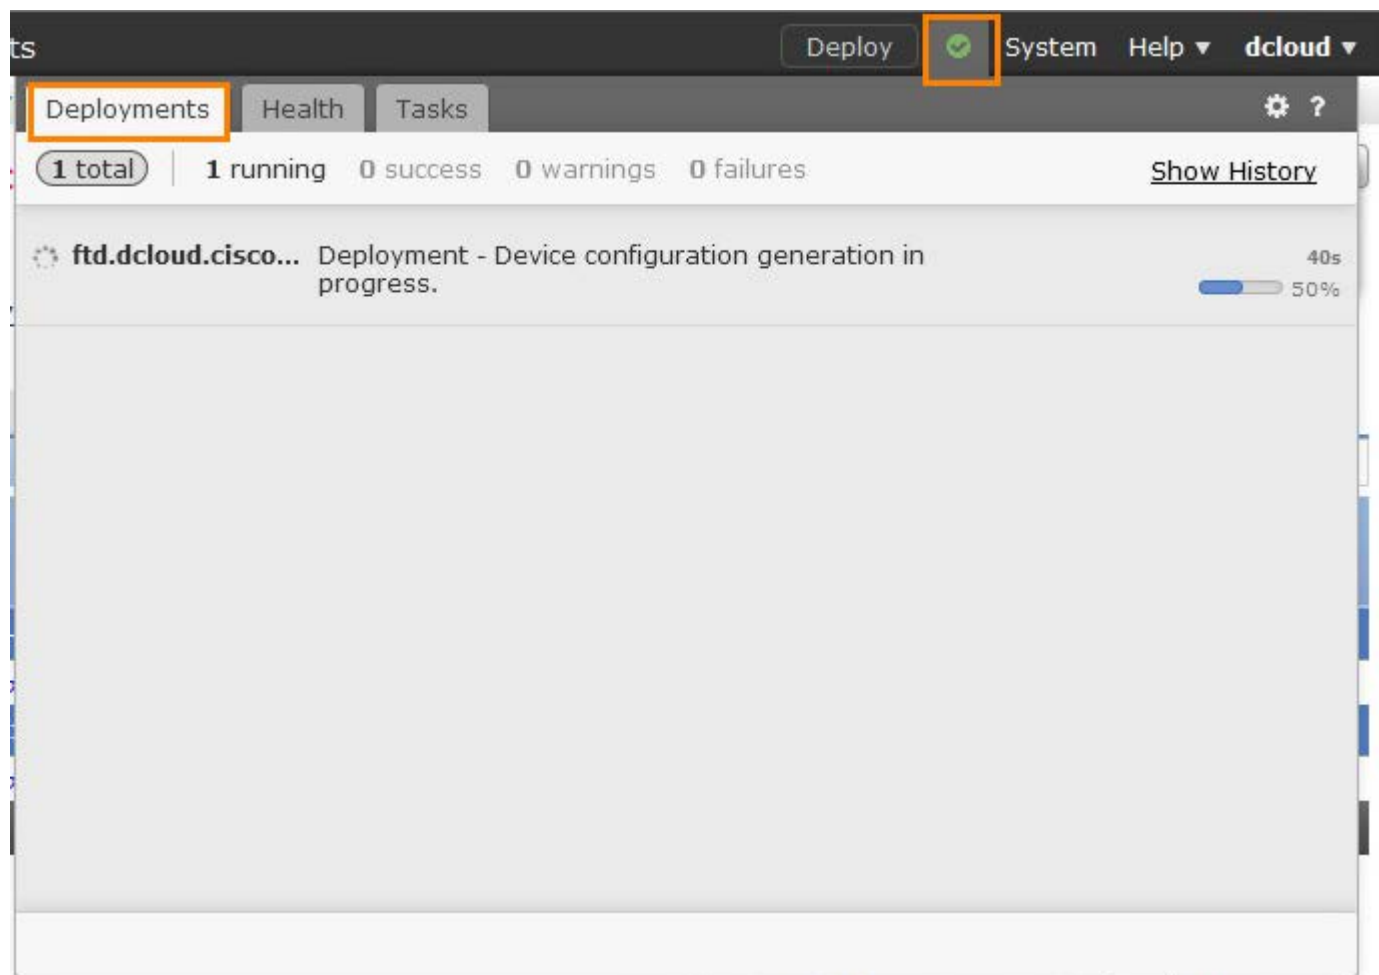 ts Deploy System Help ▼ dcloud ▼
Deployments Health Tasks ?
1 total 1 running 0 success 0 warnings 0 failures Show History
ftd.dcloud.cisco... Deployment - Device configuration generation in 40s
progress. 50%